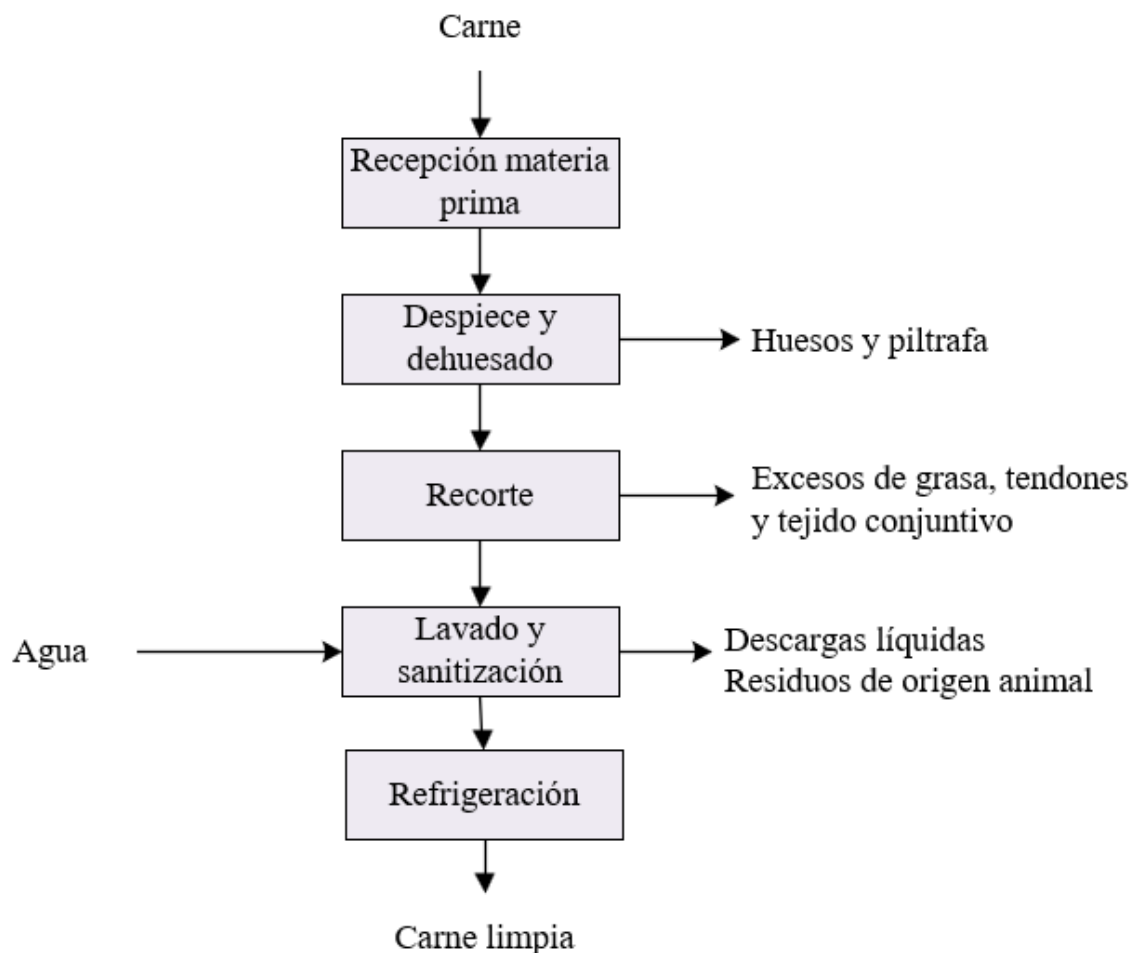 Carne
Recepción materia
prima
Despiece y
dehuesado
Huesos y piltrafa
Recorte
Excesos de grasa, tendones
y tejido conjuntivo
Agua
Lavado y
sanitización
Descargas líquidas
Residuos de origen animal
Refrigeración
Carne limpia